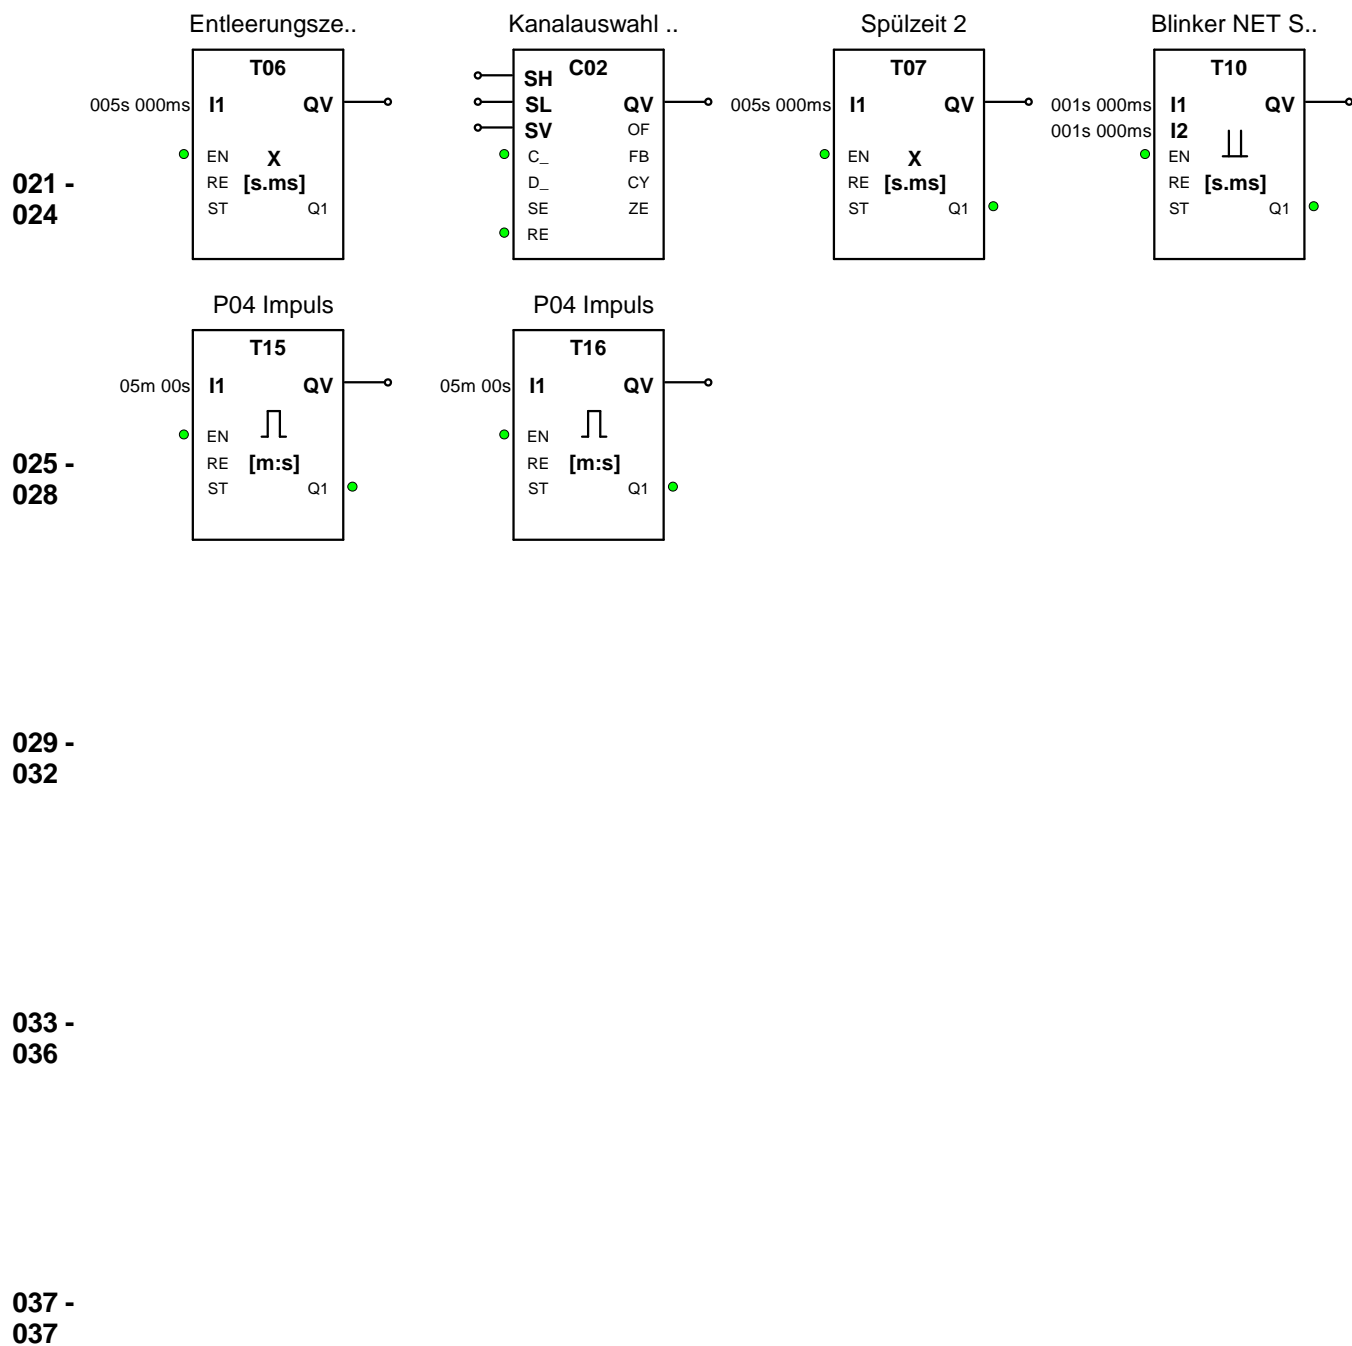 Entleerungsze.. Kanalauswahl .. Spülzeit 2 Blinker NET S..
T06 C02 T07 T10
SH
005s 000ms I1 QV SL QV 005s 000ms I1 QV 001s 000ms I1 QV
SV OF 001s 000ms I2
EN X C_ FB EN X EN
021 - RE [s.ms] D_ CY RE [s.ms] RE [s.ms]
024 ST Q1 SE ZE ST Q1 ST Q1
RE
P04 Impuls P04 Impuls
T15 T16
05m 00s I1 QV 05m 00s I1 QV
EN EN
025 - RE [m:s] RE [m:s]
028 ST Q1 ST Q1
029 -
032
033 -
036
037 -
037